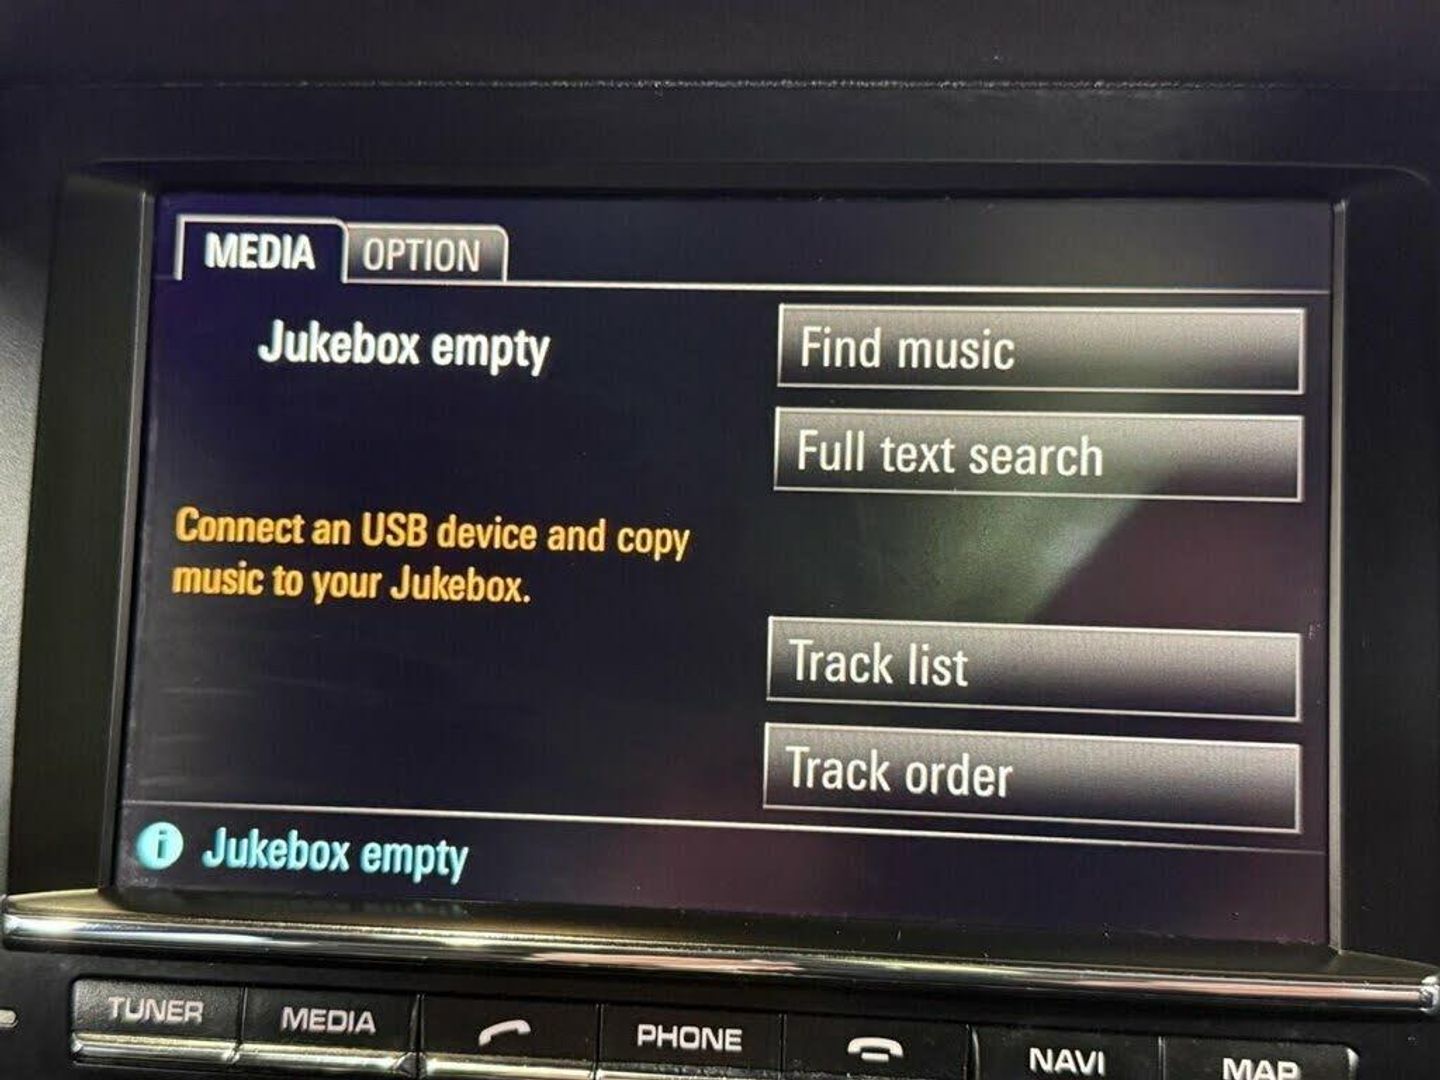 MEDIA OPTION
Jukebox empty
Find music
Full text search
Connect an USB device and copy
music to your Jukebox.
Track list
Track order
i Jukebox empty
TUNER MEDIA PHONE NAVI MAP